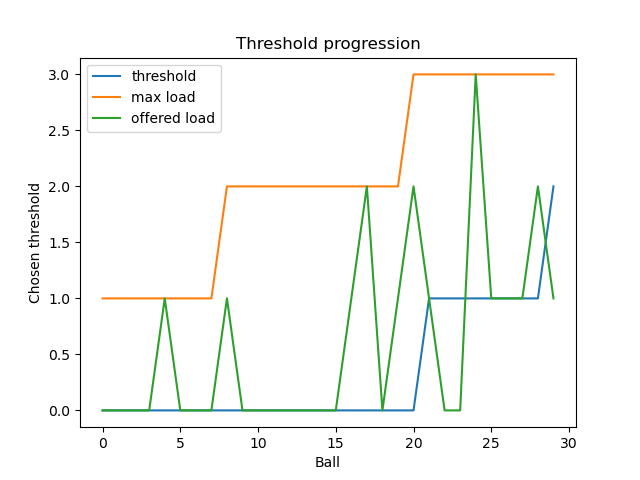 Threshold progression
threshold
max load
offered load
Chosen threshold
3.0
2.5
2.0
1.5
1.0
0.5
0.0
0 5 10 15 20 25 30
Ball